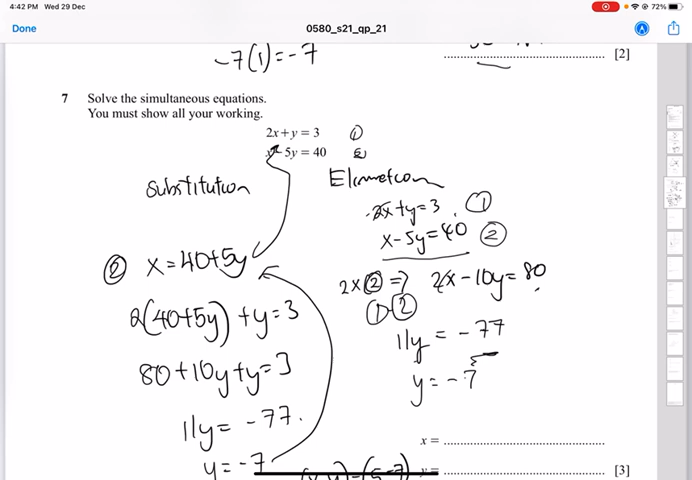 4:42 PM Wed 29 Dec
72%
Done
0580_s21_qp_21
-7(1) = -7
[2]
7 Solve the simultaneous equations.
You must show all your working.
2x + y = 3 ①
5y = 40 ②
Substitution
Elimination
2x + y = 3 ①
x - 5y = 40 ②
② x = 40 + 5y
2 x ② => 2x - 10y = 80
① - ②
2(40 + 5y) + y = 3
11y = -77
80 + 10y + y = 3
y = -7
11y = -77.
y = -7
x =
y =
[3]